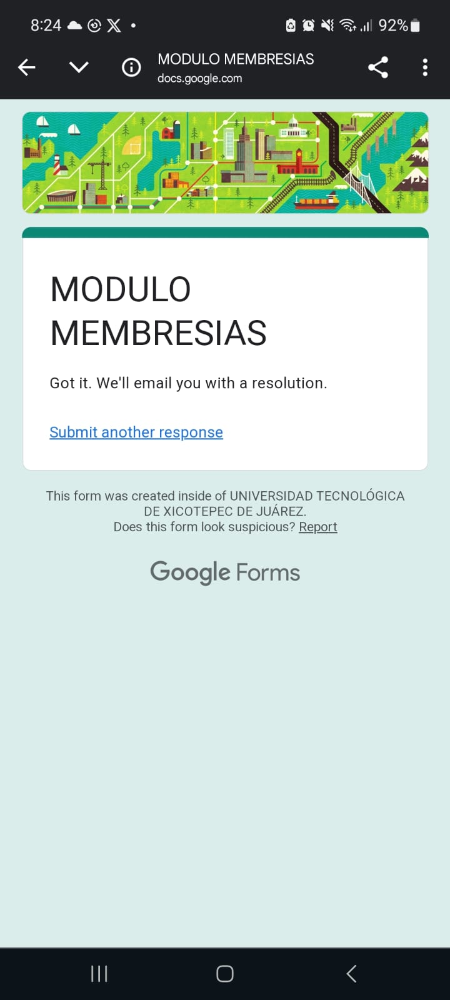 8:24
92%
MODULO MEMBRESIAS
docs.google.com
MODULO
MEMBRESIAS
Got it. We'll email you with a resolution.
Submit another response
This form was created inside of UNIVERSIDAD TECNOLÓGICA
DE XICOTEPEC DE JUÁREZ.
Does this form look suspicious? Report
Google Forms